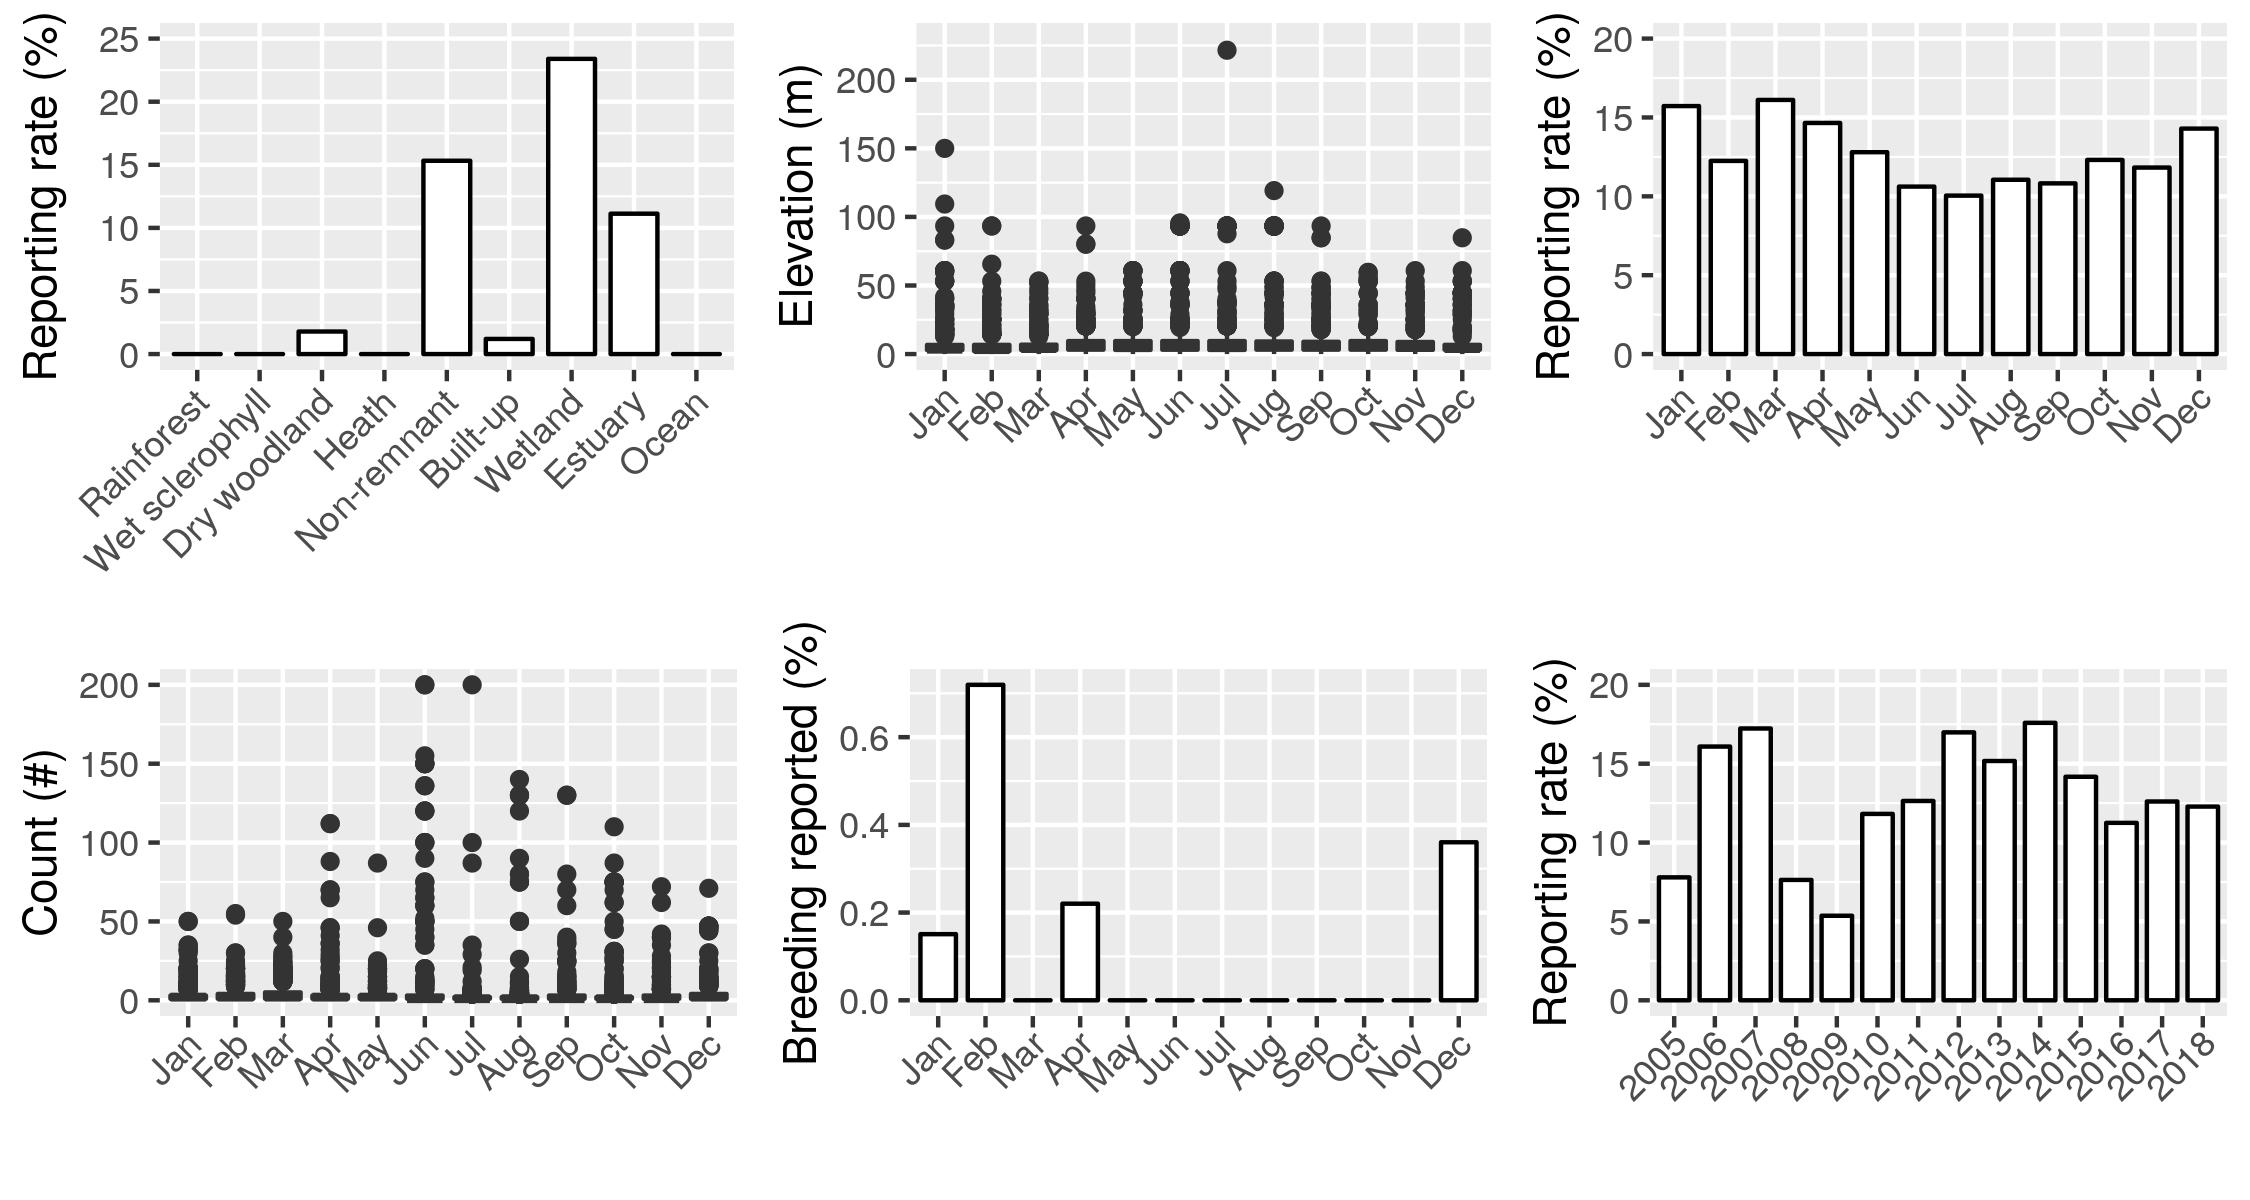 Reporting rate (%)
25
20
15
10
5
0
Rainforest
Wet sclerophyll
Dry woodland
Heath
Non-remnant
Built-up
Wetland
Estuary
Ocean
Elevation (m)
200
150
100
50
0
Jan
Feb
Mar
Apr
May
Jun
Jul
Aug
Sep
Oct
Nov
Dec
Reporting rate (%)
20
15
10
5
0
Jan
Feb
Mar
Apr
May
Jun
Jul
Aug
Sep
Oct
Nov
Dec
Count (#)
200
150
100
50
0
Jan
Feb
Mar
Apr
May
Jun
Jul
Aug
Sep
Oct
Nov
Dec
Breeding reported (%)
0.6
0.4
0.2
0.0
Jan
Feb
Mar
Apr
May
Jun
Jul
Aug
Sep
Oct
Nov
Dec
Reporting rate (%)
20
15
10
5
0
2005
2006
2007
2008
2009
2010
2011
2012
2013
2014
2015
2016
2017
2018